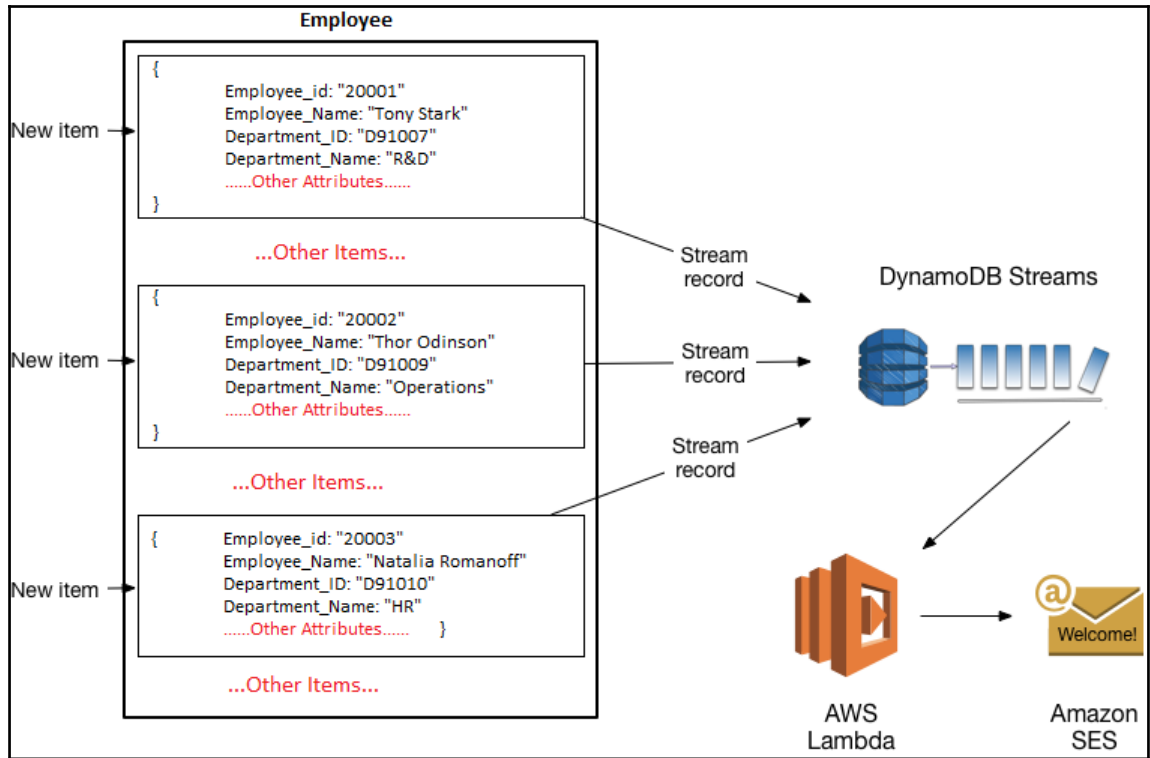 Employee
New item
{
Employee_id: "20001"
Employee_Name: "Tony Stark"
Department_ID: "D91007"
Department_Name: "R&D"
......Other Attributes......
}
...Other Items...
New item
{
Employee_id: "20002"
Employee_Name: "Thor Odinson"
Department_ID: "D91009"
Department_Name: "Operations"
......Other Attributes......
}
...Other Items...
New item
{ Employee_id: "20003"
Employee_Name: "Natalia Romanoff"
Department_ID: "D91010"
Department_Name: "HR"
......Other Attributes...... }
...Other Items...
Stream
record
Stream
record
Stream
record
DynamoDB Streams
AWS
Lambda
@
Welcome!
Amazon
SES